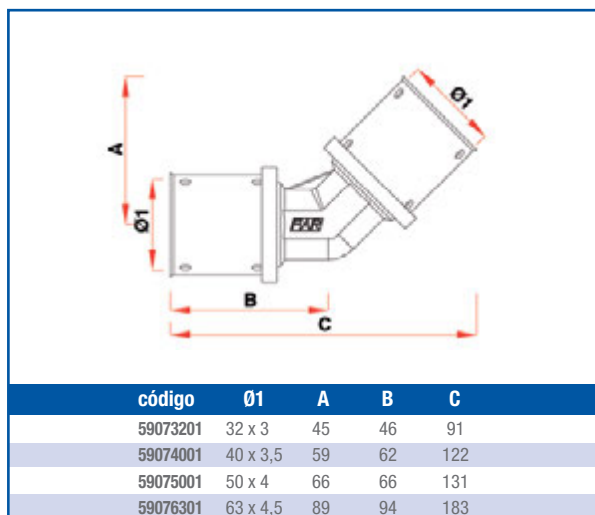 Ø1
A
Ø1
FAR
B
C
código Ø1 A B C
59073201 32 x 3 45 46 91
59074001 40 x 3,5 59 62 122
59075001 50 x 4 66 66 131
59076301 63 x 4,5 89 94 183